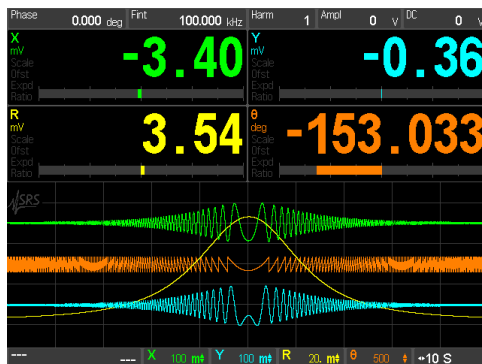 Phase 0.000 deg Fint 100.000 kHz Harm 1 Ampl 0 V DC 0 V
X
mV
Scale
Ofst
Expd
Ratio
-3.40
Y
mV
Scale
Ofst
Expd
Ratio
-0.36
R
mV
Scale
Ofst
Expd
Ratio
3.54
θ
deg
Scale
Ofst
Expd
Ratio
-153.033
SRS
--- --- X 100 m Y 100 m R 20. m θ 500 10 S